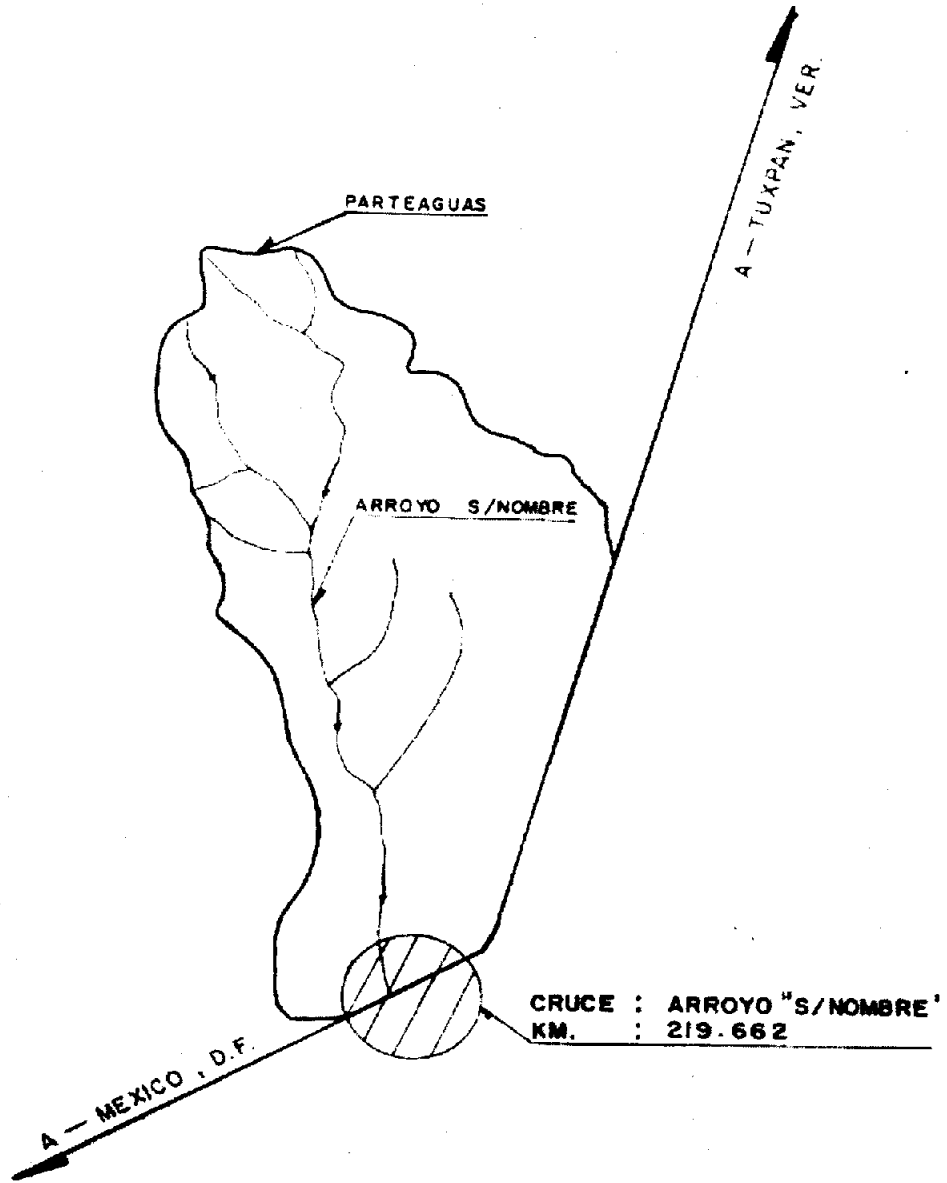 A — TUXPAN, VER.
PARTEAGUAS
ARROYO S/NOMBRE
CRUCE : ARROYO "S/NOMBRE"
KM. : 219.662
A — MEXICO, D.F.